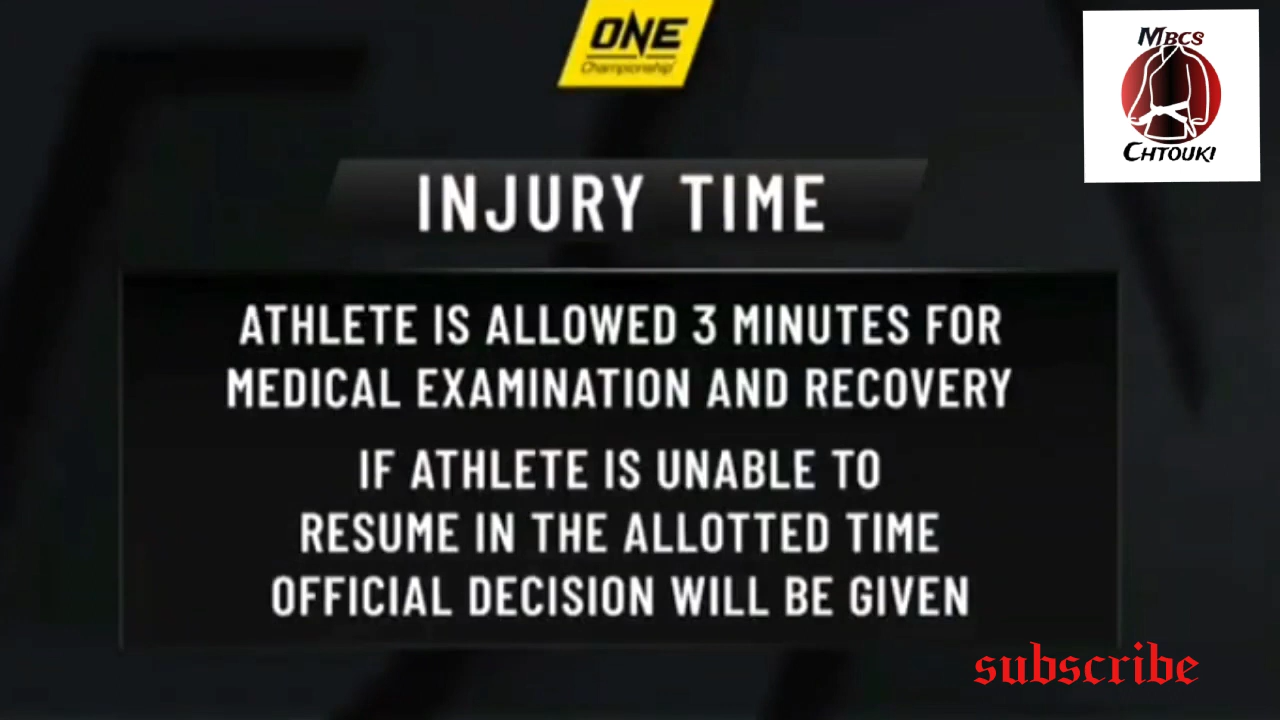 ONE
Championship
MBCS
CHTOUKI
INJURY TIME
ATHLETE IS ALLOWED 3 MINUTES FOR
MEDICAL EXAMINATION AND RECOVERY
IF ATHLETE IS UNABLE TO
RESUME IN THE ALLOTTED TIME
OFFICIAL DECISION WILL BE GIVEN
subscribe